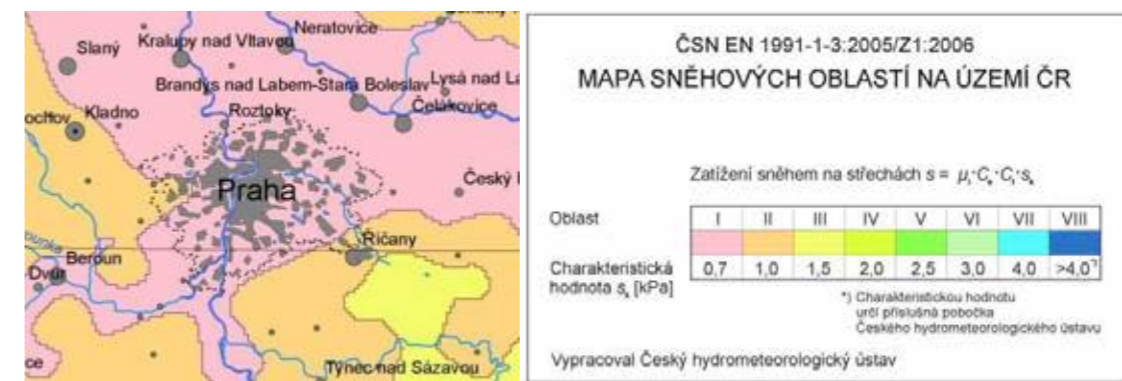 Neratovice
Slaný
Kralupy nad Vltavou
Brandýs nad Labem-Stará Boleslav
Lysá nad La
Roztoky
Čelákovice
Kladno
Praha
Český
Říčany
Beroun
Dvůr
ce
Týnec nad Sázavou
ČSN EN 1991-1-3:2005/Z1:2006
MAPA SNĚHOVÝCH OBLASTÍ NA ÚZEMÍ ČR
Zatížení sněhem na střechách s = μᵢ·Cₑ·Cₜ·sₖ
Oblast I II III IV V VI VII VIII
Charakteristická
hodnota sₖ [kPa]
0,7 1,0 1,5 2,0 2,5 3,0 4,0 >4,0*)
*) Charakteristickou hodnotu
určí příslušná pobočka
Českého hydrometeorologického ústavu
Vypracoval Český hydrometeorologický ústav